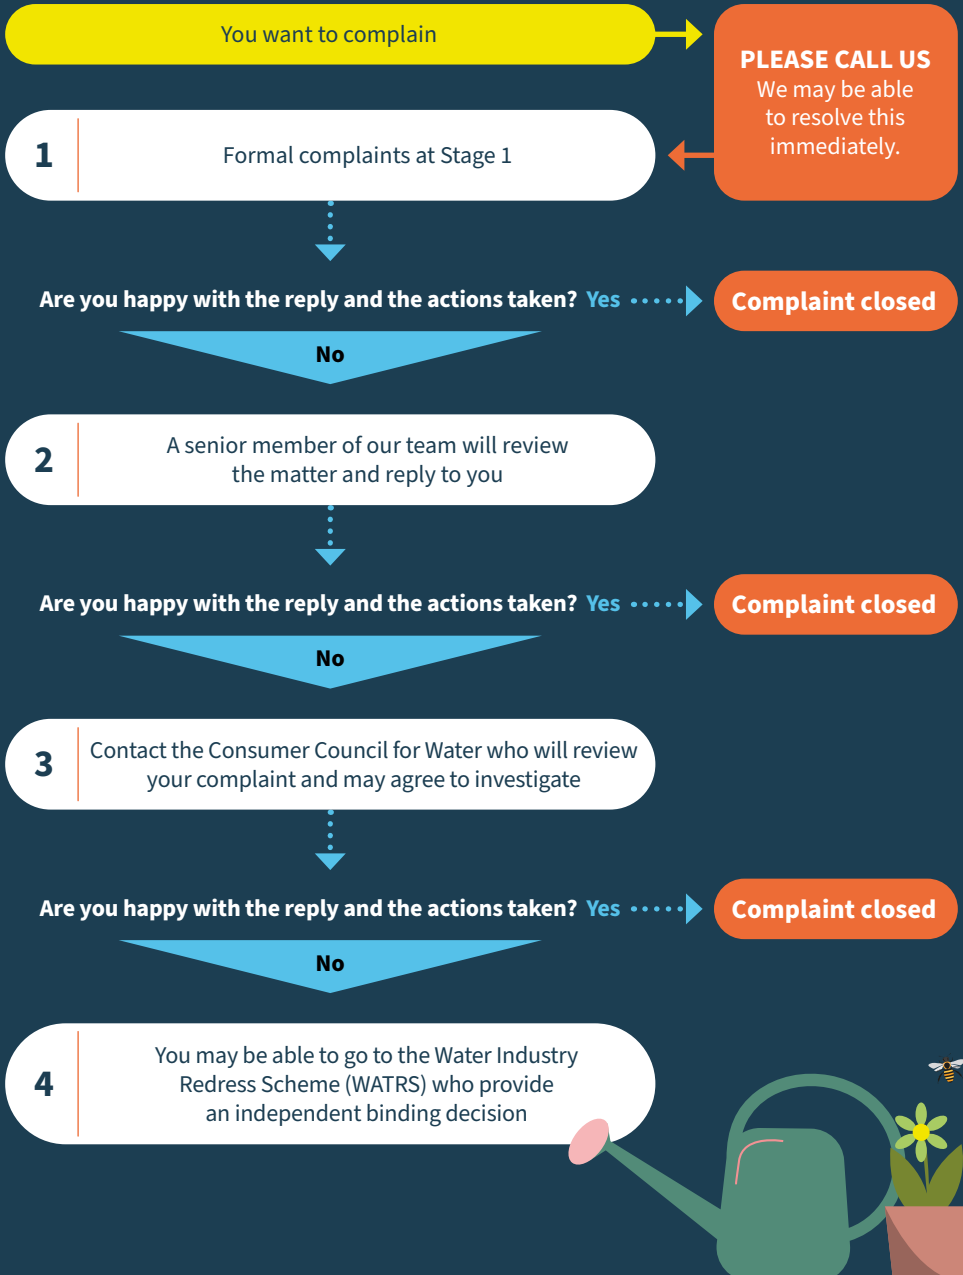 You want to complain
PLEASE CALL US
We may be able
to resolve this
immediately.
1
Formal complaints at Stage 1
Are you happy with the reply and the actions taken? Yes
Complaint closed
No
2
A senior member of our team will review
the matter and reply to you
Are you happy with the reply and the actions taken? Yes
Complaint closed
No
3
Contact the Consumer Council for Water who will review
your complaint and may agree to investigate
Are you happy with the reply and the actions taken? Yes
Complaint closed
No
4
You may be able to go to the Water Industry
Redress Scheme (WATRS) who provide
an independent binding decision